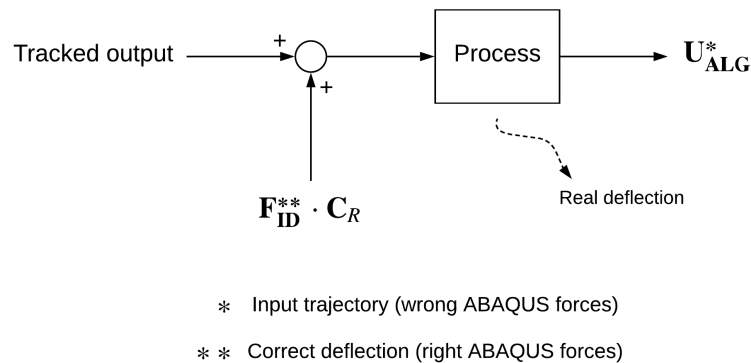 +
Tracked output
Process
U*ALG
+
Real deflection
F**ID · CR
* Input trajectory (wrong ABAQUS forces)
** Correct deflection (right ABAQUS forces)